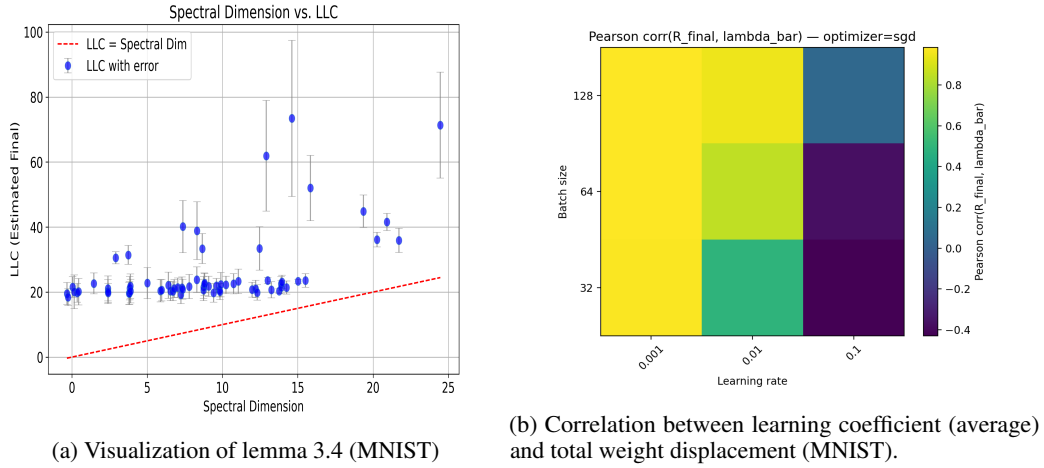 Spectral Dimension vs. LLC
LLC = Spectral Dim
LLC with error
LLC (Estimated Final)
100
80
60
40
20
0
0 5 10 15 20 25
Spectral Dimension
(a) Visualization of lemma 3.4 (MNIST)
Pearson corr(R_final, lambda_bar) — optimizer=sgd
Batch size
128
64
32
0.001 0.01 0.1
Learning rate
0.8
0.6
0.4
0.2
0.0
−0.2
−0.4
Pearson corr(R_final, lambda_bar)
(b) Correlation between learning coefficient (average)
and total weight displacement (MNIST).